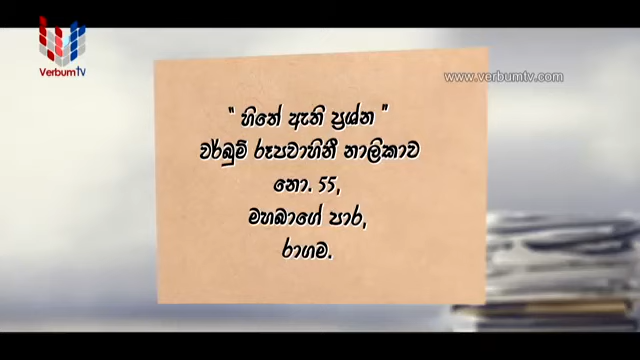 VerbumTV
www.verbumtv.com
" හිතේ ඇති ප්‍රශ්න "
වර්බුම් රූපවාහිනී නාලිකාව
නො. 55,
මහබාගේ පාර,
රාගම.